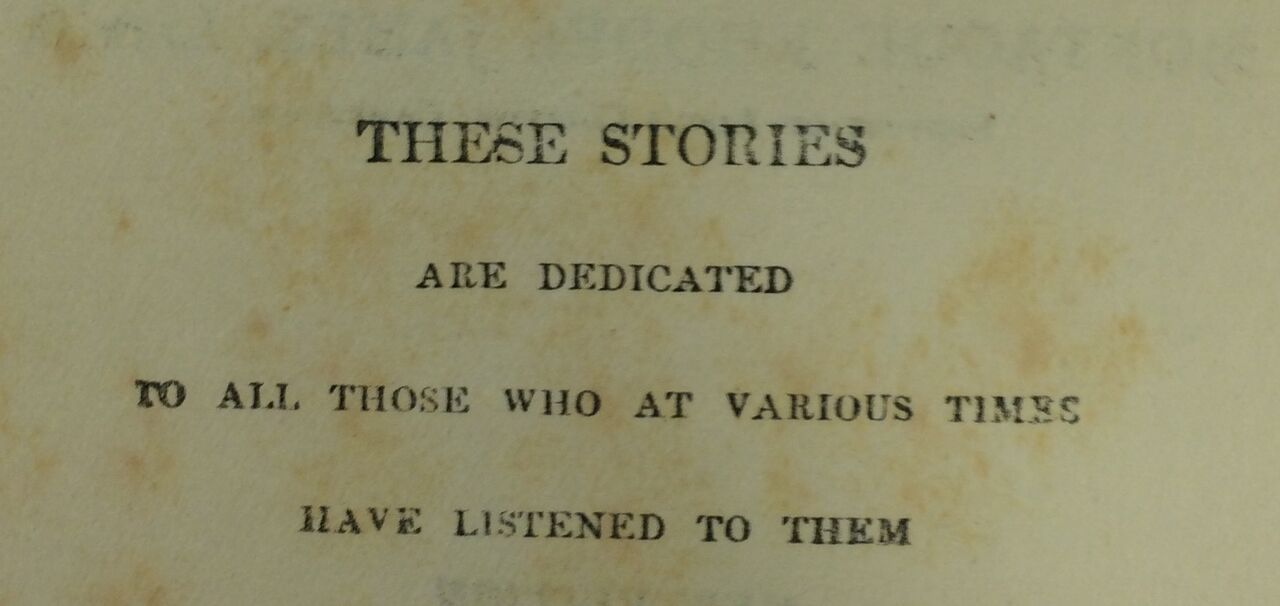 THESE STORIES
ARE DEDICATED
TO ALL THOSE WHO AT VARIOUS TIMES
HAVE LISTENED TO THEM